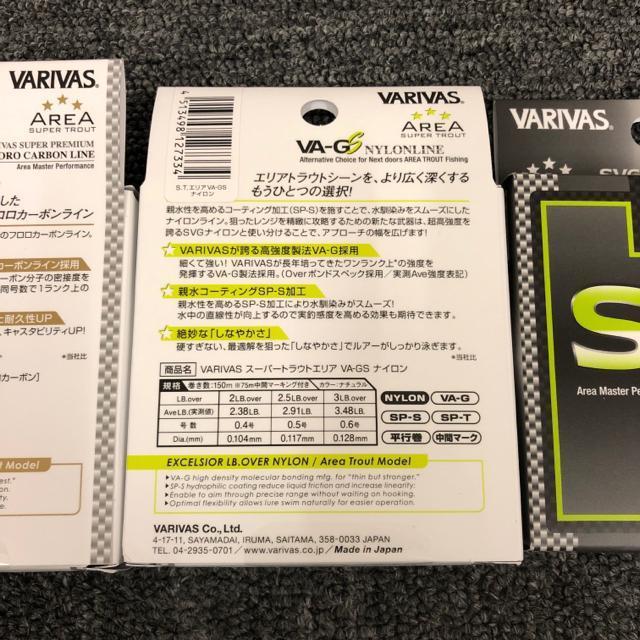 VARIVAS®
AREA
SUPER TROUT
VAS SUPER PREMIUM
ORO CARBON LINE
Area Master Performance
した
フロロカーボンライン
のフロロカーボンライン。
ーボンライン採用
ーボン分子の密度を
同号数で1ランク上の
と耐久性UP
、キャスタビリティUP!
*当社比
カーボン]
t Model
4513498127334
S.T.エリアVA-GS
ナイロン
VARIVAS®
AREA
SUPER TROUT
VA-GS NYLONLINE
Alternative Choice for Next doors AREA TROUT Fishing
エリアトラウトシーンを、より広く深くする
もうひとつの選択!
親水性を高めるコーティング加工(SP-S)を施すことで、水馴染みをスムーズにした
ナイロンライン。狙ったレンジを精緻に攻略するための新たな武器は、超高強度を
誇るSVGナイロンと使い分けることで、アプローチの幅を広げます!
VARIVASが誇る高強度製法VA-G採用
細くて強い! VARIVASが長年培ってきたワンランク上*の強度を
発揮するVA-G製法を採用。(Overポンドスペック採用/実測Ave強度表記)
親水コーティングSP-S加工
親水性を高めるSP-S加工により水馴染みがスムーズ!
水中の直線性が向上するので実釣感度を高める効果も期待できます。
絶妙な「しなやかさ」
硬すぎない、最適解を狙った「しなやかさ」でルアーがしっかり泳ぎます。
*当社比
商品名 VARIVAS スーパートラウトエリア VA-GS ナイロン
規格 巻き数:150m ※75m中間マーキング付き カラー:ナチュラル
LB.over 2LB.over 2.5LB.over 3LB.over
Ave LB.(実測値) 2.38LB. 2.91LB. 3.48LB.
号数 0.4号 0.5号 0.6号
Dia.(mm) 0.104mm 0.117mm 0.128mm
NYLON VA-G
SP-S SP-T
平行巻 中間マーク
EXCELSIOR LB.OVER NYLON / Area Trout Model
VA-G high density molecular bonding mfg. for "thin but stronger."
SP-S hydrophilic coating reduce liquid friction and increase linearity.
Enable to aim through precise range without waiting on hooking.
Optimal flexibility allows lure swim naturally for easier to catch.
VARIVAS Co., Ltd.
4-17-11, SAYAMADAI, IRUMA, SAITAMA, 358-0033 JAPAN
TEL. 04-2935-0701/www.varivas.co.jp/Made in Japan
VARIVAS®
Area Master Pe